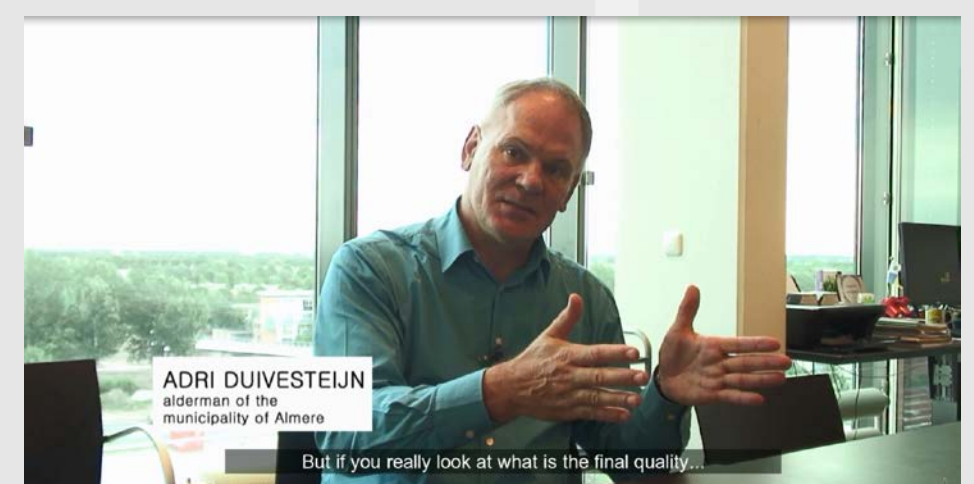 ADRI DUIVESTEIJN
alderman of the
municipality of Almere
But if you really look at what is the final quality...